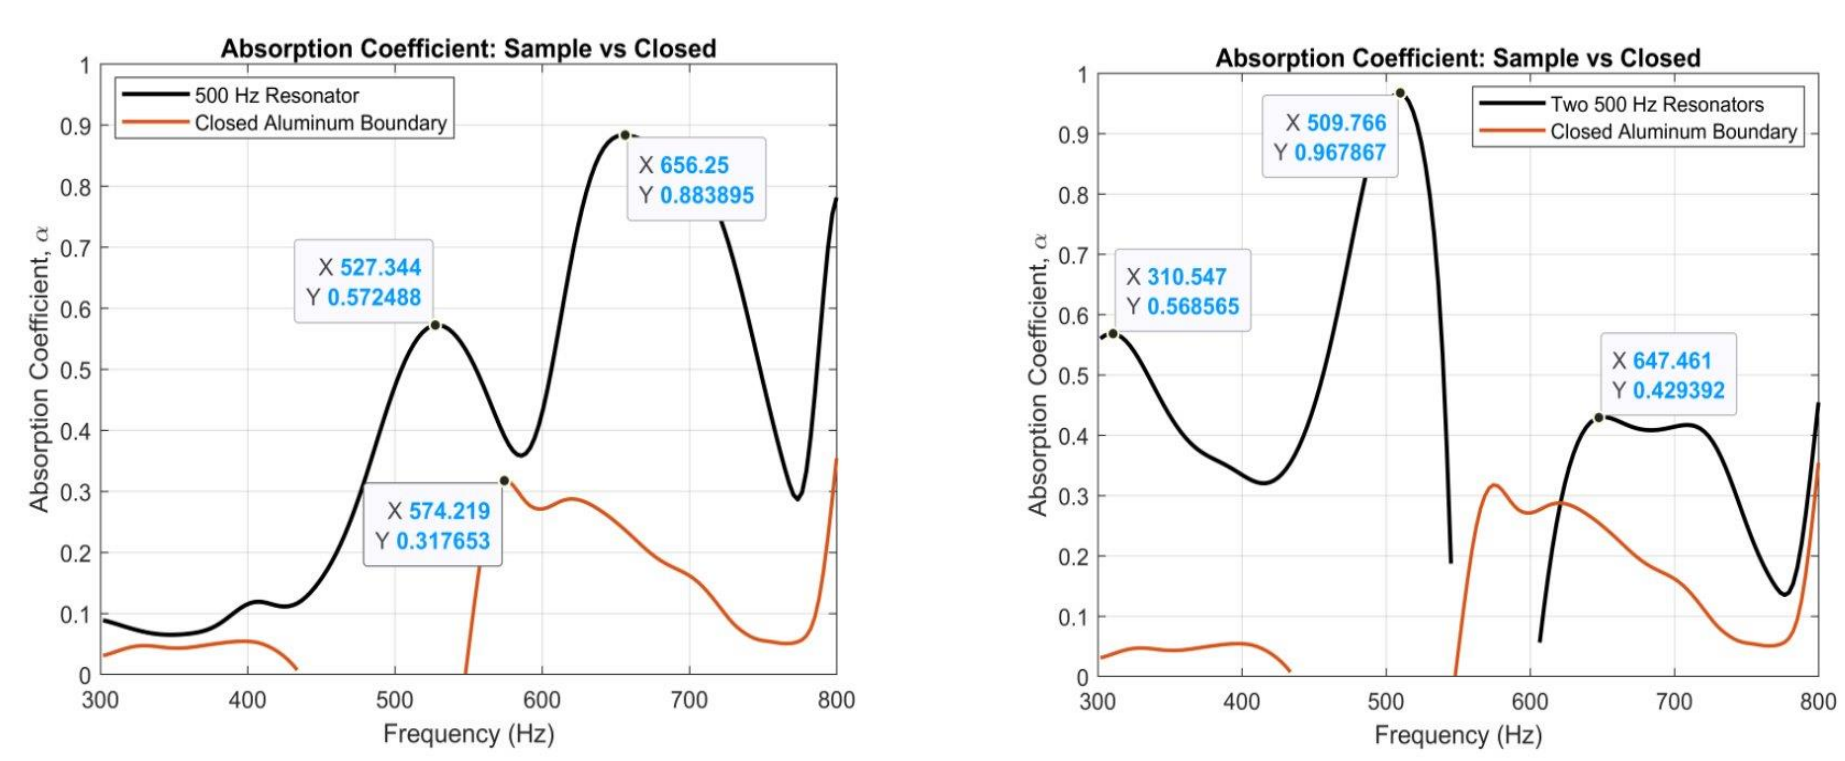 Absorption Coefficient: Sample vs Closed
500 Hz Resonator
Closed Aluminum Boundary
Absorption Coefficient, α
1
0.9
0.8
0.7
0.6
0.5
0.4
0.3
0.2
0.1
0
X 656.25
Y 0.883895
X 527.344
Y 0.572488
X 574.219
Y 0.317653
300 400 500 600 700 800
Frequency (Hz)
Absorption Coefficient: Sample vs Closed
Two 500 Hz Resonators
Closed Aluminum Boundary
Absorption Coefficient, α
1
0.9
0.8
0.7
0.6
0.5
0.4
0.3
0.2
0.1
0
X 509.766
Y 0.967867
X 310.547
Y 0.568565
X 647.461
Y 0.429392
300 400 500 600 700 800
Frequency (Hz)